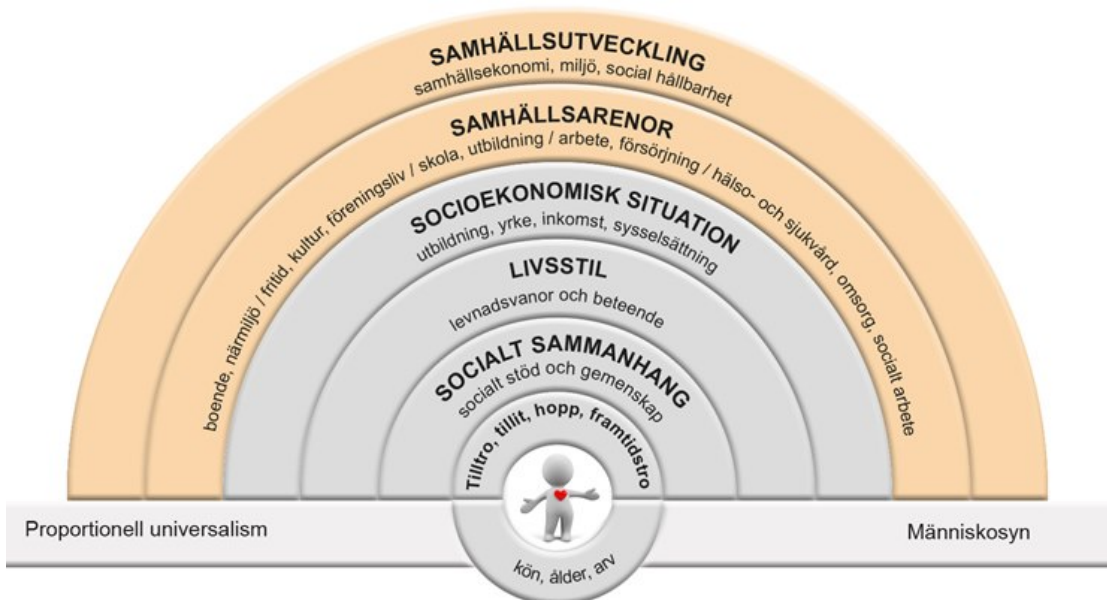 SAMHÄLLSUTVECKLING
samhällsekonomi, miljö, social hållbarhet
SAMHÄLLSARENOR
boende, närmiljö / fritid, kultur, föreningsliv / skola, utbildning / arbete, försörjning / hälso- och sjukvård, omsorg, socialt arbete
SOCIOEKONOMISK SITUATION
utbildning, yrke, inkomst, sysselsättning
LIVSSTIL
levnadsvanor och beteende
SOCIALT SAMMANHANG
socialt stöd och gemenskap
Tilltro, tillit, hopp, framtidstro
Proportionell universalism
Människosyn
kön, ålder, arv